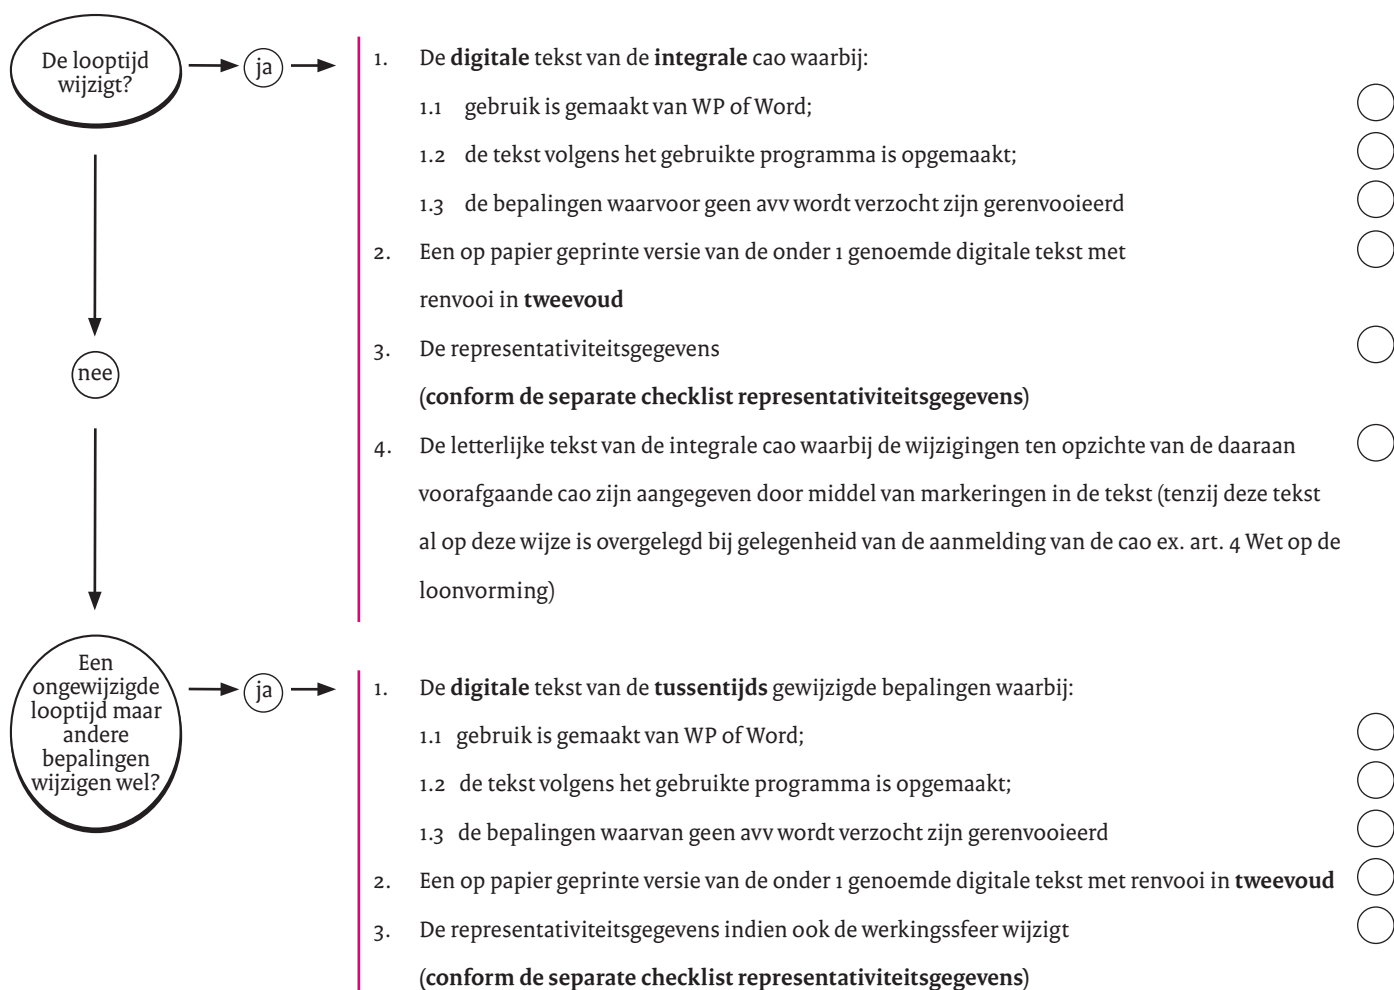 De looptijd
wijzigt?
ja
1. De digitale tekst van de integrale cao waarbij:
1.1 gebruik is gemaakt van WP of Word;
1.2 de tekst volgens het gebruikte programma is opgemaakt;
1.3 de bepalingen waarvoor geen avv wordt verzocht zijn gerenvooieerd
2. Een op papier geprinte versie van de onder 1 genoemde digitale tekst met
renvooi in tweevoud
3. De representativiteitsgegevens
(conform de separate checklist representativiteitsgegevens)
4. De letterlijke tekst van de integrale cao waarbij de wijzigingen ten opzichte van de daaraan
voorafgaande cao zijn aangegeven door middel van markeringen in de tekst (tenzij deze tekst
al op deze wijze is overgelegd bij gelegenheid van de aanmelding van de cao ex. art. 4 Wet op de
loonvorming)
nee
Een
ongewijzigde
looptijd maar
andere
bepalingen
wijzigen wel?
ja
1. De digitale tekst van de tussentijds gewijzigde bepalingen waarbij:
1.1 gebruik is gemaakt van WP of Word;
1.2 de tekst volgens het gebruikte programma is opgemaakt;
1.3 de bepalingen waarvan geen avv wordt verzocht zijn gerenvooieerd
2. Een op papier geprinte versie van de onder 1 genoemde digitale tekst met renvooi in tweevoud
3. De representativiteitsgegevens indien ook de werkingssfeer wijzigt
(conform de separate checklist representativiteitsgegevens)